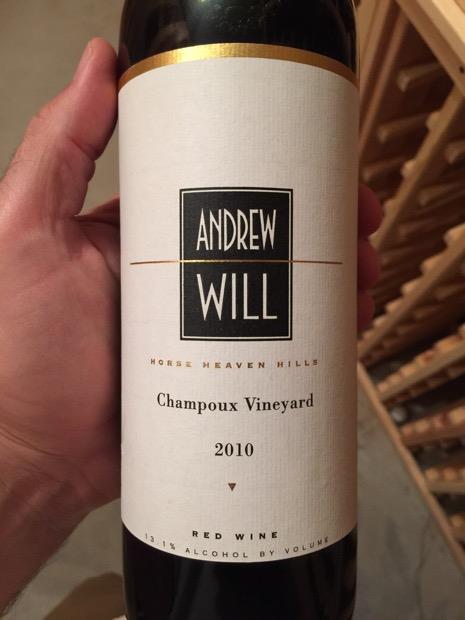 ANDREW
WILL
HORSE HEAVEN HILLS
Champoux Vineyard
2010
RED WINE
13.1% ALCOHOL BY VOLUME